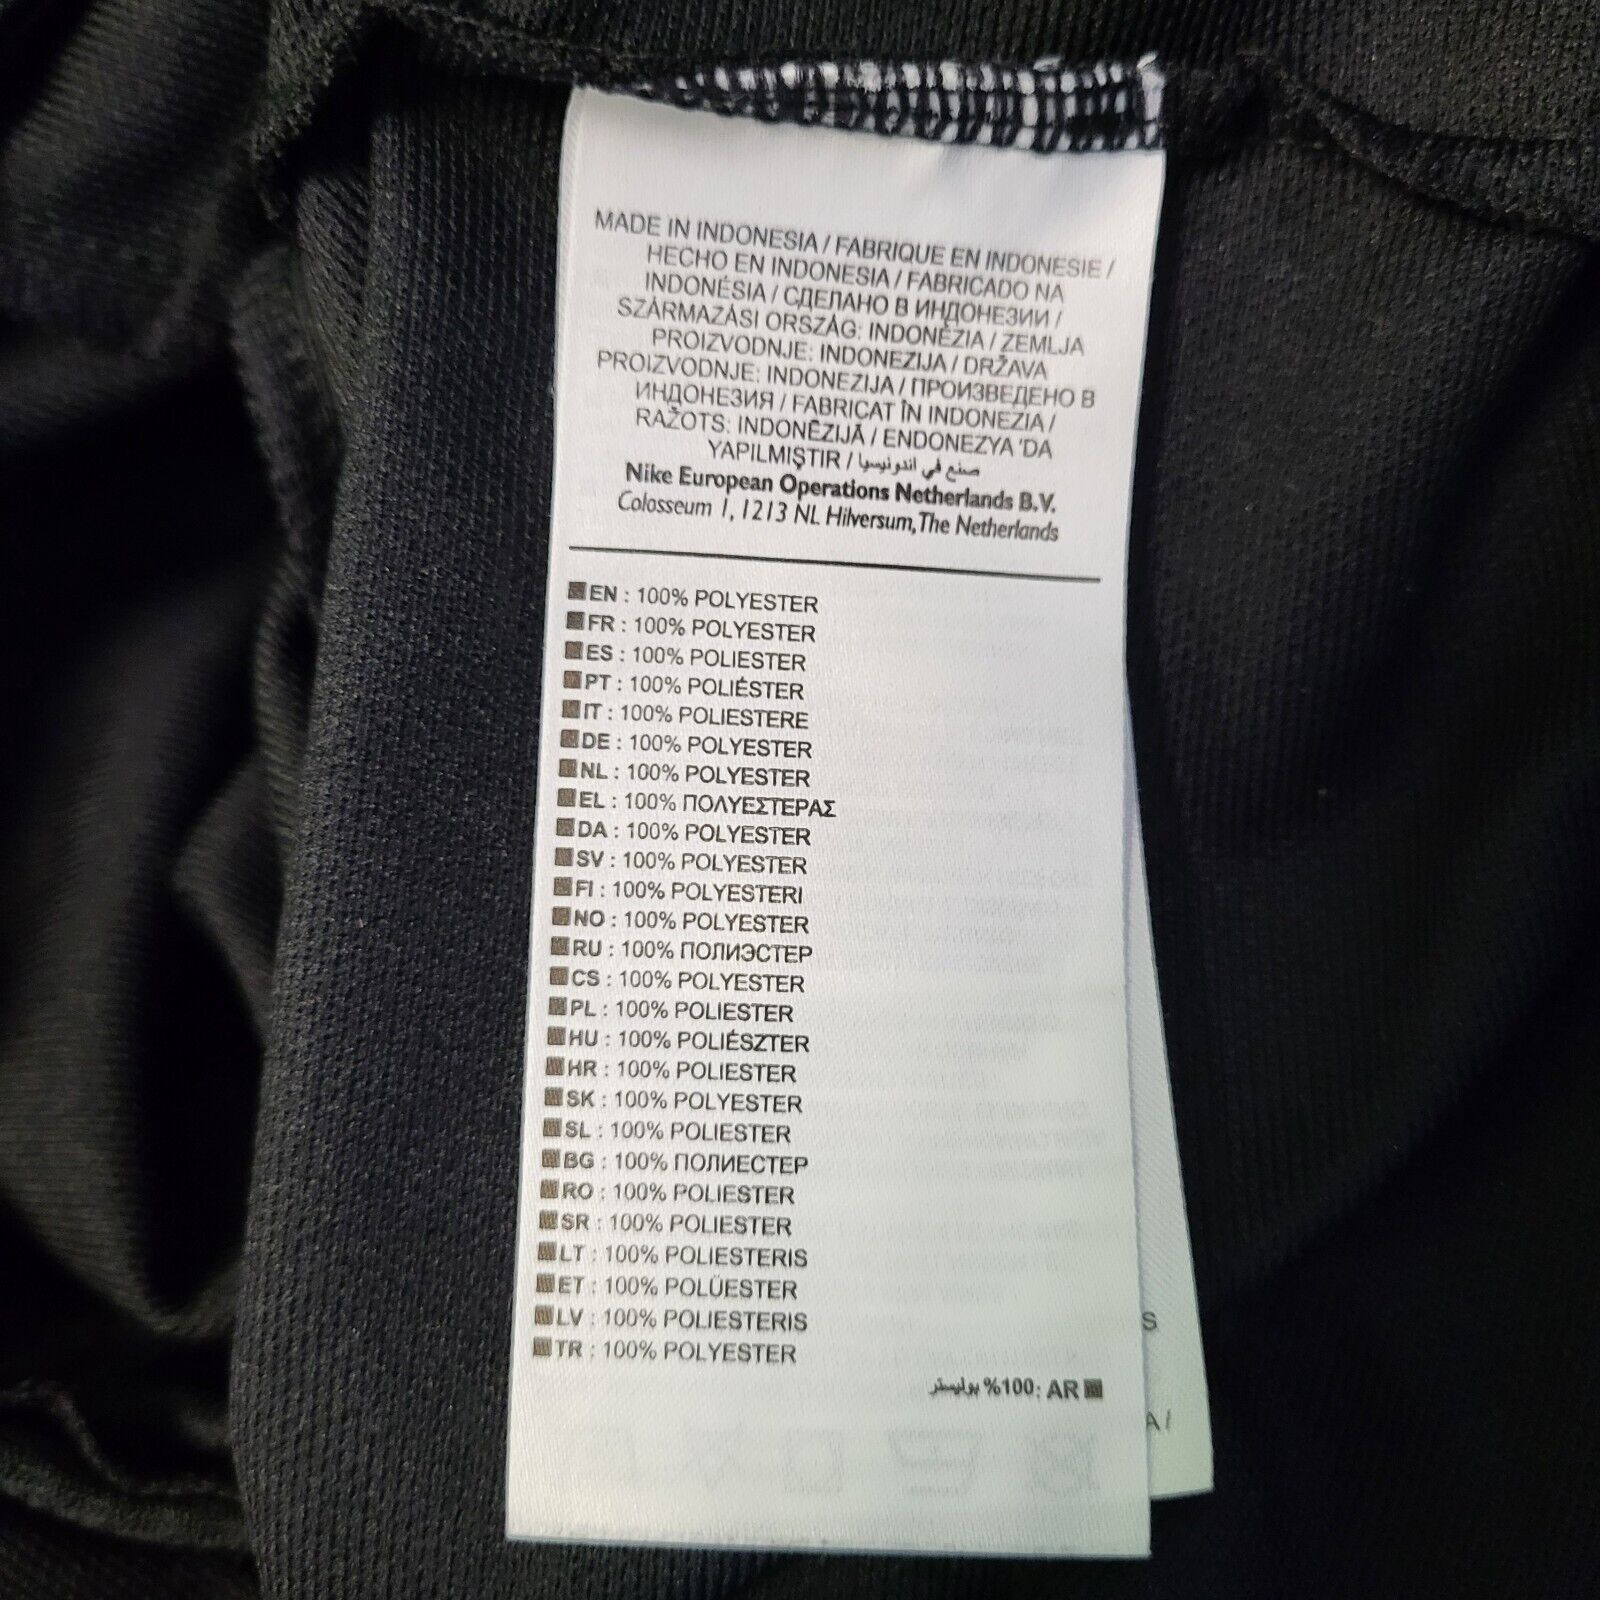 MADE IN INDONESIA / FABRIQUE EN INDONESIE /
HECHO EN INDONESIA / FABRICADO NA
INDONÉSIA / СДЕЛАНО В ИНДОНЕЗИИ /
SZÁRMAZÁSI ORSZÁG: INDONÉZIA / ZEMLJA
PROIZVODNJE: INDONEZIJA / DRŽAVA
PROIZVODNJE: INDONEZIJA / ПРОИЗВЕДЕНО В
ИНДОНЕЗИЯ / FABRICAT ÎN INDONEZIA /
RAŽOTS: INDONĒZIJĀ / ENDONEZYA 'DA
YAPILMIŞTIR / صنع في اندونيسيا
Nike European Operations Netherlands B.V.
Colosseum 1, 1213 NL Hilversum, The Netherlands
EN : 100% POLYESTER
FR : 100% POLYESTER
ES : 100% POLIESTER
PT : 100% POLIÉSTER
IT : 100% POLIESTERE
DE : 100% POLYESTER
NL : 100% POLYESTER
EL : 100% ΠΟΛΥΕΣΤΕΡΑΣ
DA : 100% POLYESTER
SV : 100% POLYESTER
FI : 100% POLYESTERI
NO : 100% POLYESTER
RU : 100% ПОЛИЭСТЕР
CS : 100% POLYESTER
PL : 100% POLIESTER
HU : 100% POLIÉSZTER
HR : 100% POLIESTER
SK : 100% POLYESTER
SL : 100% POLIESTER
BG : 100% ПОЛИЕСТЕР
RO : 100% POLIESTER
SR : 100% POLIESTER
LT : 100% POLIESTERIS
ET : 100% POLÜESTER
LV : 100% POLIESTERIS
TR : 100% POLYESTER
AR :100% بوليستر
S
A /